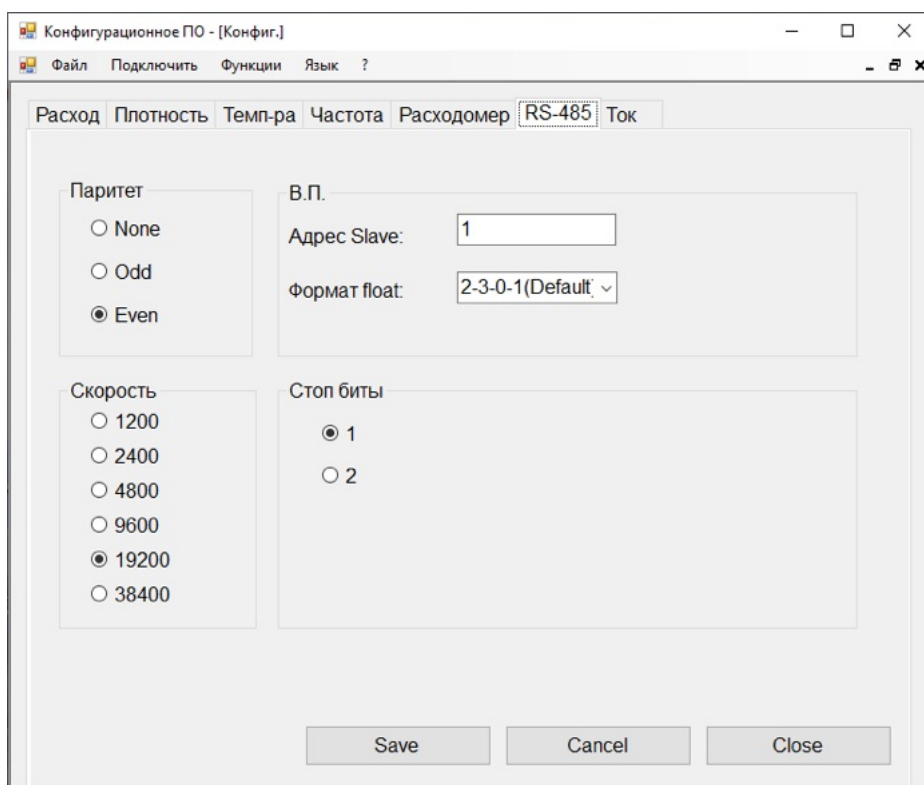 Конфигурационное ПО - [Конфиг.]
Файл Подключить Функции Язык ?
Расход Плотность Темп-ра Частота Расходомер RS-485 Ток
Паритет
None
Odd
Even
В.П.
Адрес Slave: 1
Формат float: 2-3-0-1(Default)
Скорость
1200
2400
4800
9600
19200
38400
Стоп биты
1
2
Save Cancel Close